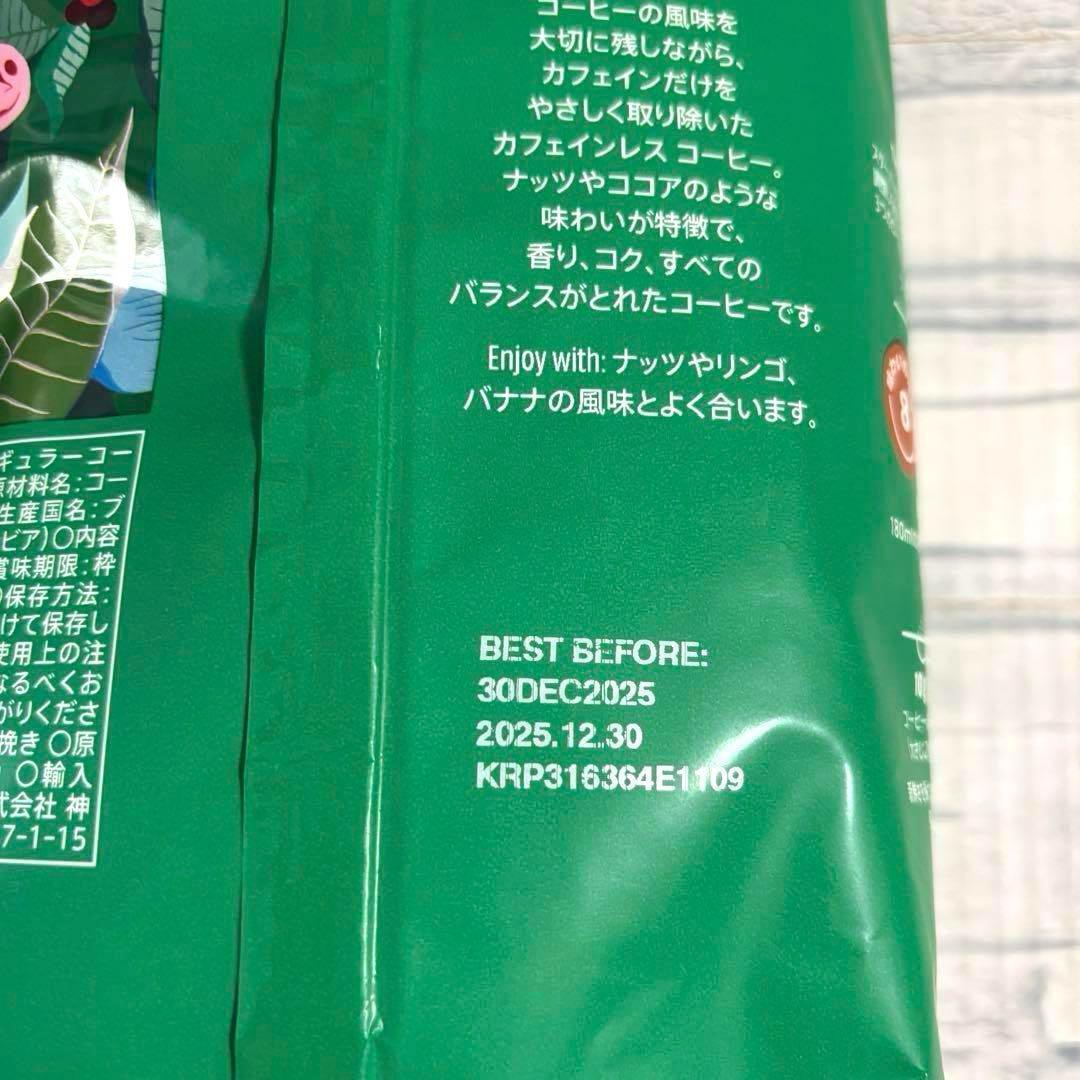 コーヒーの風味を
大切に残しながら、
カフェインだけを
やさしく取り除いた
カフェインレス コーヒー。
ナッツやココアのような
味わいが特徴で、
香り、コク、すべての
バランスがとれたコーヒーです。
Enjoy with: ナッツやリンゴ、
バナナの風味とよく合います。
ギュラーコー
原材料名:コー
生産国名:ブ
ビア)〇内容
賞味期限:枠
保存方法:
けて保存し
使用上の注
なるべくお
がりくださ
挽き 〇原
〇輸入
式会社 神
7-1-15
BEST BEFORE:
30DEC2025
2025.12.30
KRP316364E1109
8
180ml